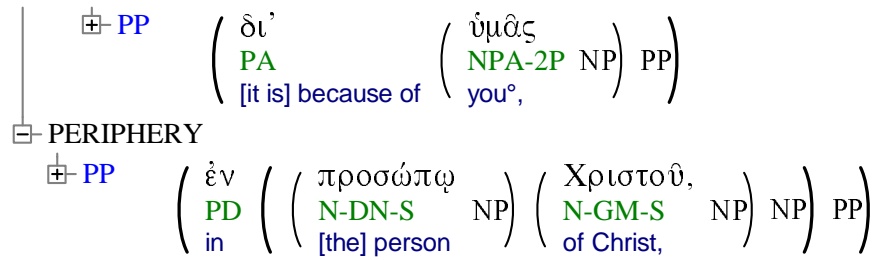 PP δι’ ὑμᾶς
PA NPA-2P NP PP
[it is] because of you°,
PERIPHERY
PP ἐν προσώπῳ Χριστοῦ,
PD N-DN-S NP N-GM-S NP NP PP
in [the] person of Christ,